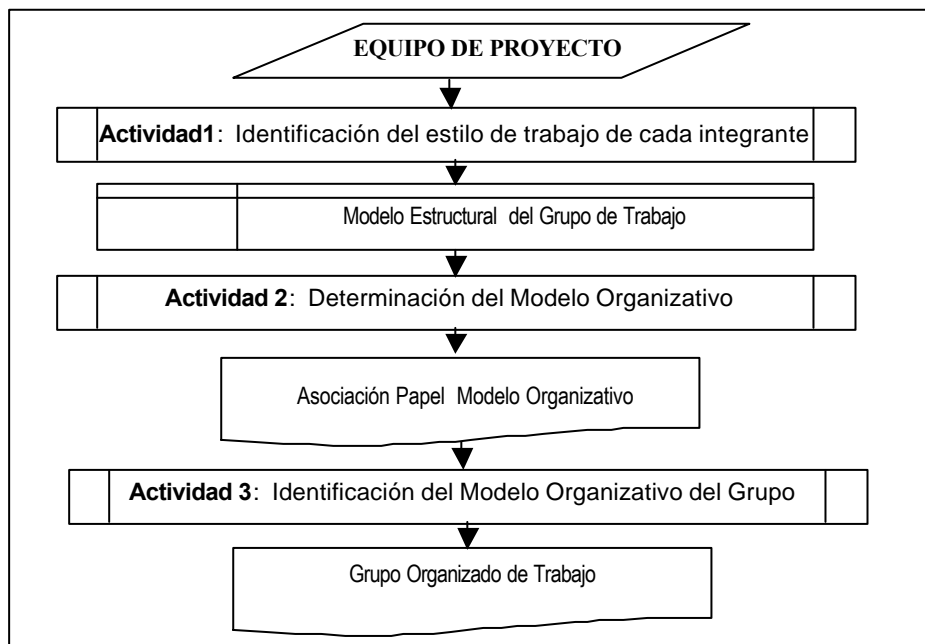 EQUIPO DE PROYECTO
Actividad1: Identificación del estilo de trabajo de cada integrante
Modelo Estructural del Grupo de Trabajo
Actividad 2: Determinación del Modelo Organizativo
Asociación Papel Modelo Organizativo
Actividad 3: Identificación del Modelo Organizativo del Grupo
Grupo Organizado de Trabajo